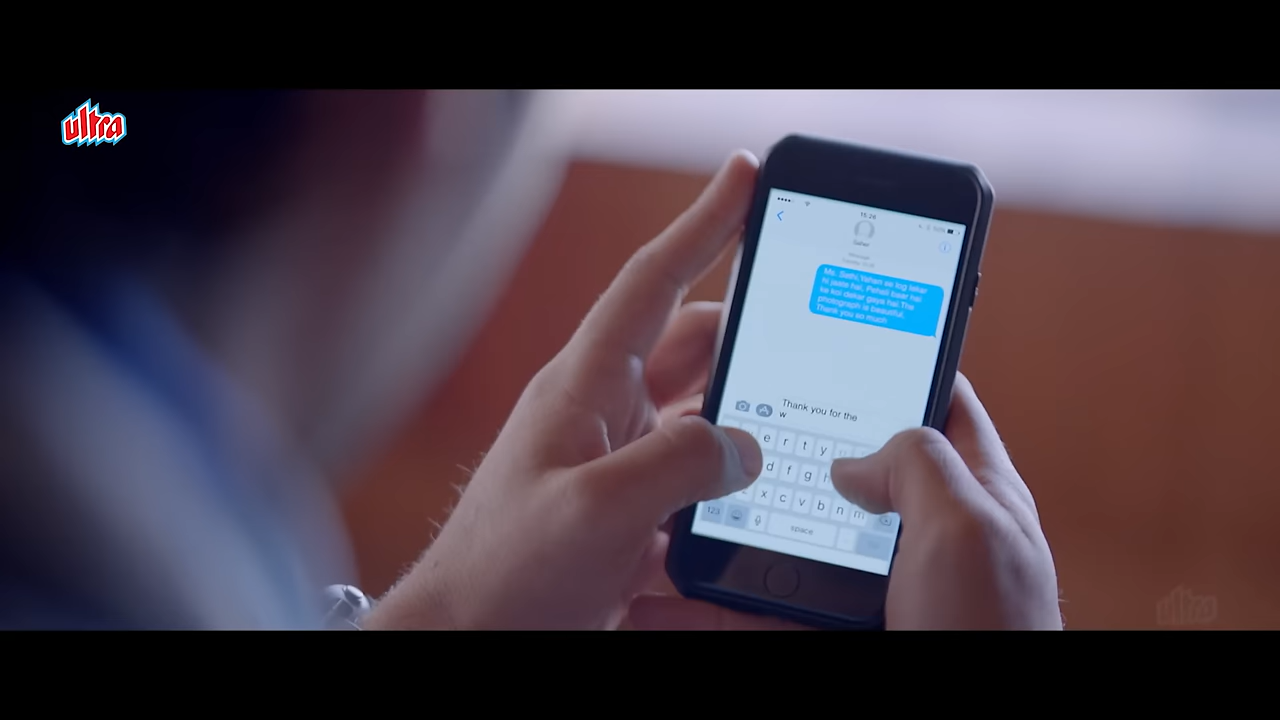 ultra
15:26
Ms. Sethi, Yahan se log lekar
hi jaate hai. Peheli baar hai
ke koi dekar gaya hai. The
photograph is beautiful.
Thank you so much
Thank you for the
w
e r t y
d f g h
x c v b n m
123
space
ultra